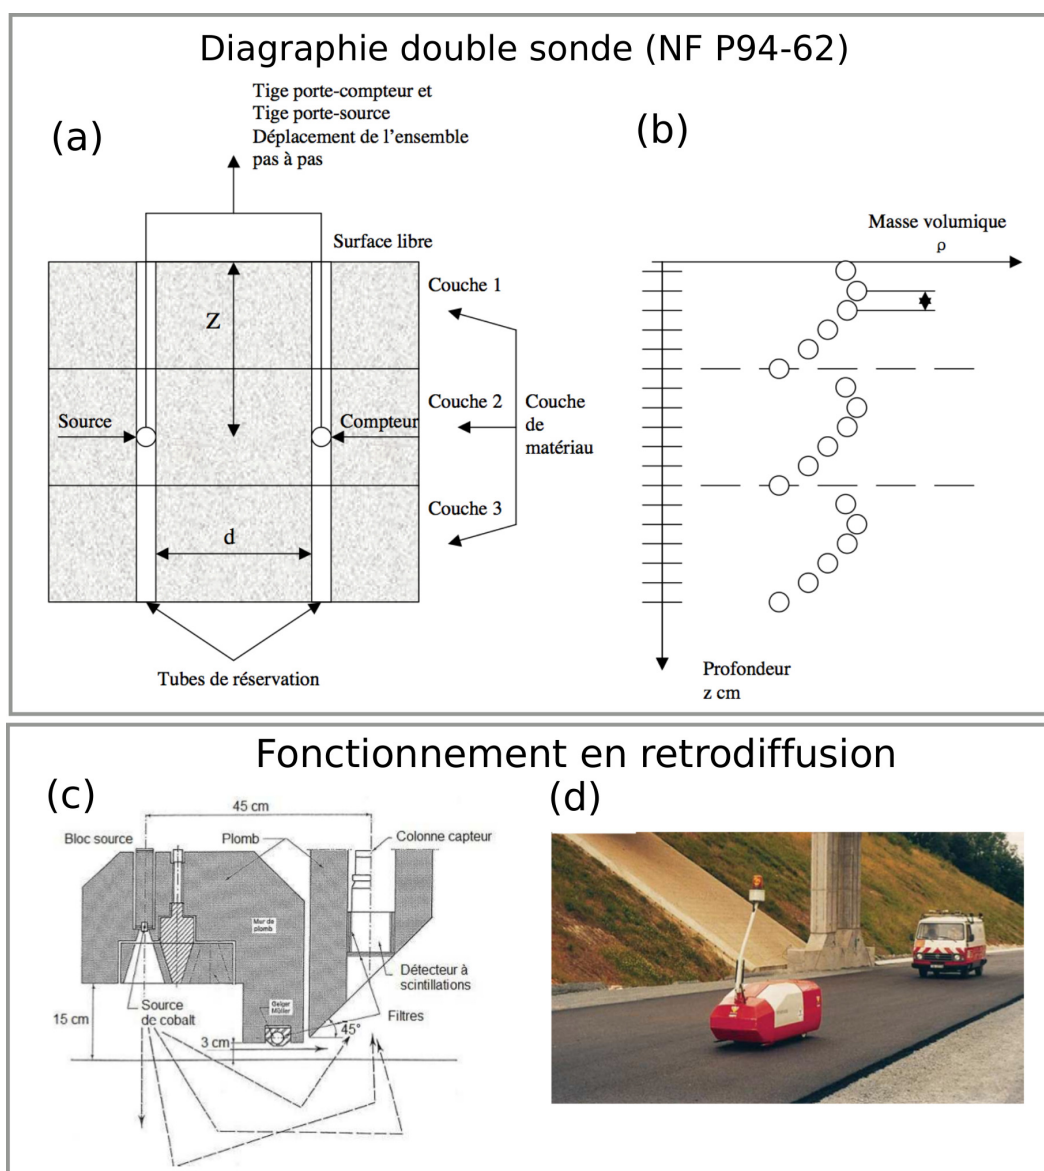 Diagraphie double sonde (NF P94-62)
(a)
Tige porte-compteur et
Tige porte-source
Déplacement de l'ensemble
pas à pas
Surface libre
Couche 1
Z
Source
Compteur
Couche 2
Couche
de
matériau
Couche 3
d
Tubes de réservation
(b)
Masse volumique
ρ
Profondeur
z cm
Fonctionnement en retrodiffusion
(c)
45 cm
Bloc source
Plomb
Colonne capteur
Mur de
plomb
Détecteur à
scintillations
Source
de cobalt
Geiger
Müller
Filtres
15 cm
3 cm
45°
(d)